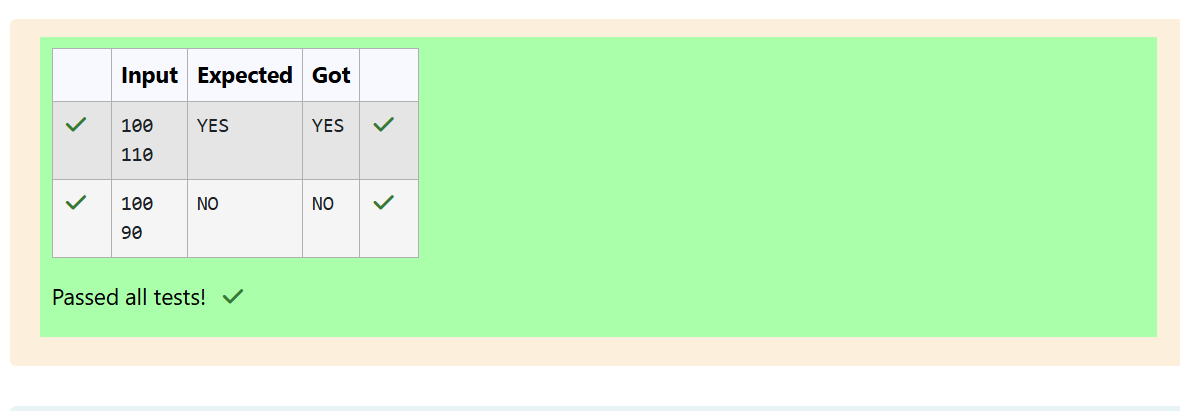 Input Expected Got
100 YES YES
110
100 NO NO
90
Passed all tests!